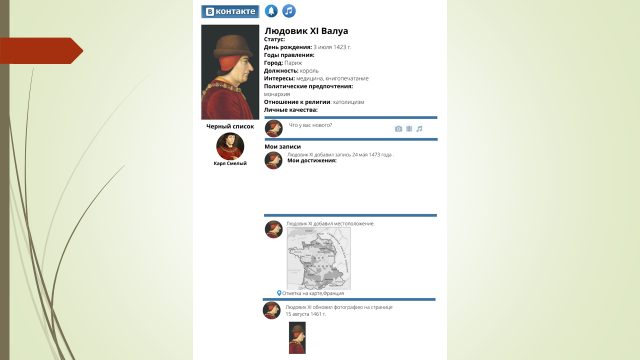 В контакте
Людовик XI Валуа
Статус:
День рождения: 3 июля 1423 г.
Годы правления:
Город: Париж
Должность: король
Интересы: медицина, книгопечатание
Политические предпочтения:
монархия
Отношение к религии: католицизм
Личные качества:
Черный список
Карл Смелый
Что у вас нового?
Мои записи
Людовик XI добавил запись 24 мая 1473 года.
Мои достижения:
Людовик XI добавил местоположение.
Отметка на карте,Франция
Людовик XI обновил фотографию на странице
15 августа 1461 г.